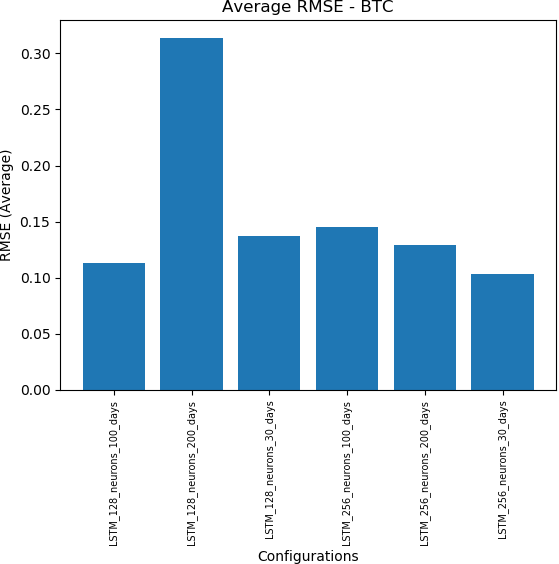 Average RMSE - BTC
RMSE (Average)
0.30
0.25
0.20
0.15
0.10
0.05
0.00
LSTM_128_neurons_100_days
LSTM_128_neurons_200_days
LSTM_128_neurons_30_days
LSTM_256_neurons_100_days
LSTM_256_neurons_200_days
LSTM_256_neurons_30_days
Configurations